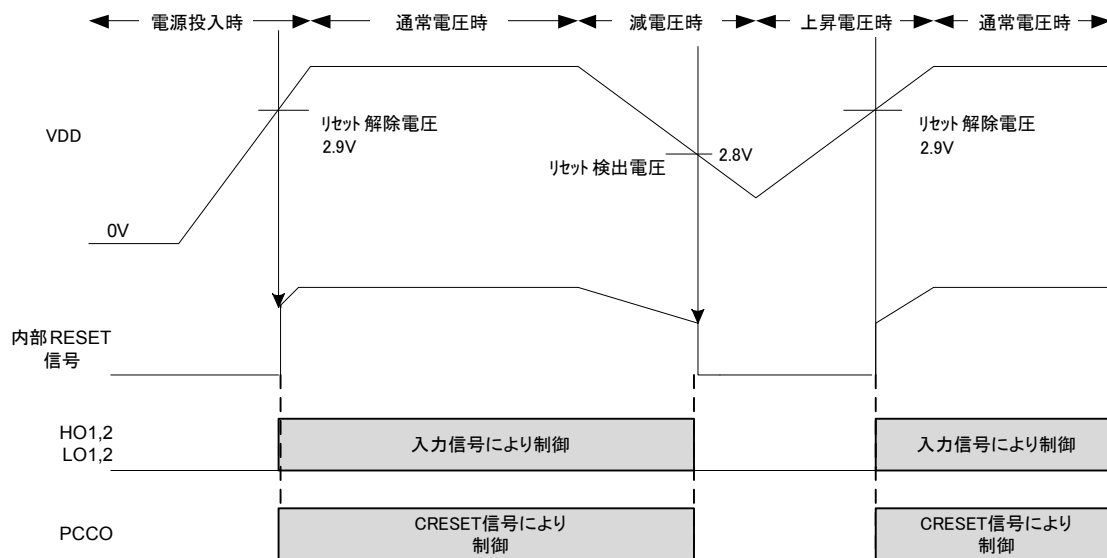 電源投入時
通常電圧時
減電圧時
上昇電圧時
通常電圧時
VDD
リセット 解除電圧
2.9V
リセット 検出電圧
2.8V
リセット 解除電圧
2.9V
0V
内部RESET
信号
HO1,2
LO1,2
入力信号により制御
入力信号により制御
PCCO
CRESET信号により
制御
CRESET信号により
制御